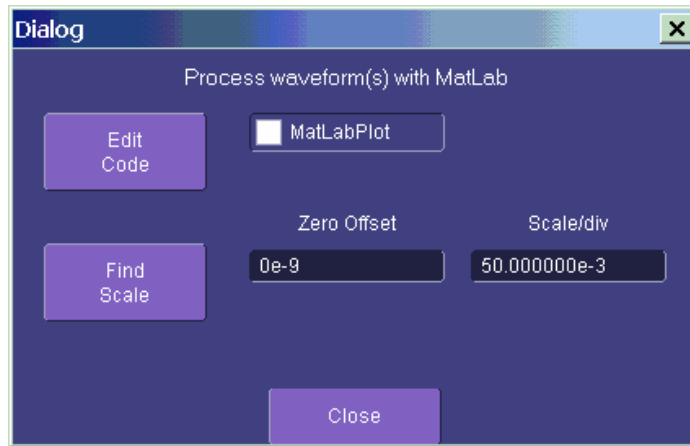 Dialog
Process waveform(s) with MatLab
Edit
Code
MatLabPlot
Zero Offset
Scale/div
Find
Scale
0e-9
50.000000e-3
Close